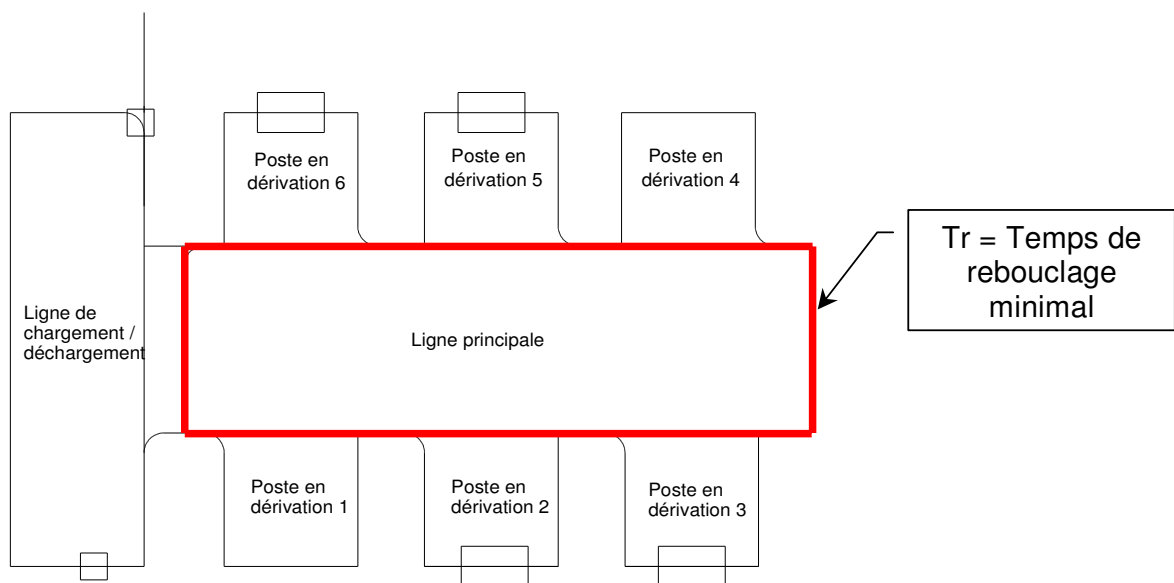 Poste en
dérivation 6
Poste en
dérivation 5
Poste en
dérivation 4
Tr = Temps de
rebouclage
minimal
Ligne de
chargement /
déchargement
Ligne principale
Poste en
dérivation 1
Poste en
dérivation 2
Poste en
dérivation 3